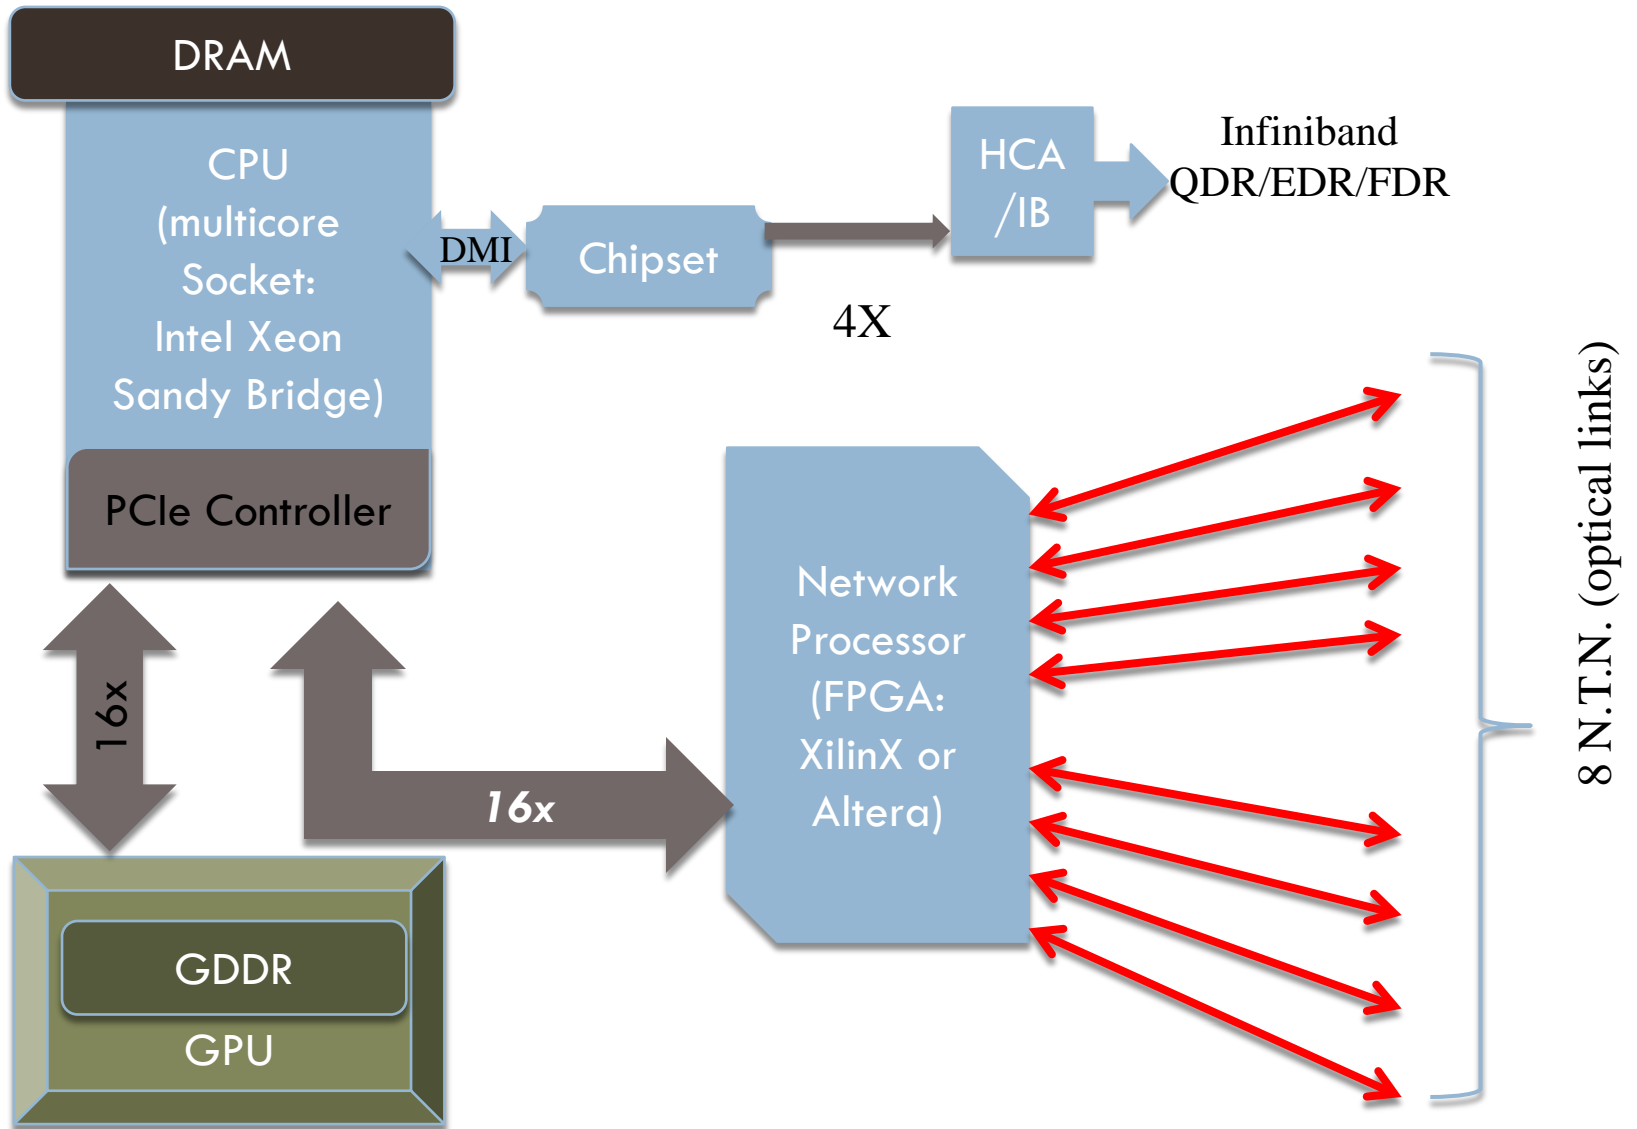 DRAM
CPU
(multicore
Socket:
Intel Xeon
Sandy Bridge)
PCIe Controller
DMI
Chipset
4X
HCA
/IB
Infiniband
QDR/EDR/FDR
16x
16x
Network
Processor
(FPGA:
XilinX or
Altera)
8 N.T.N. (optical links)
GDDR
GPU